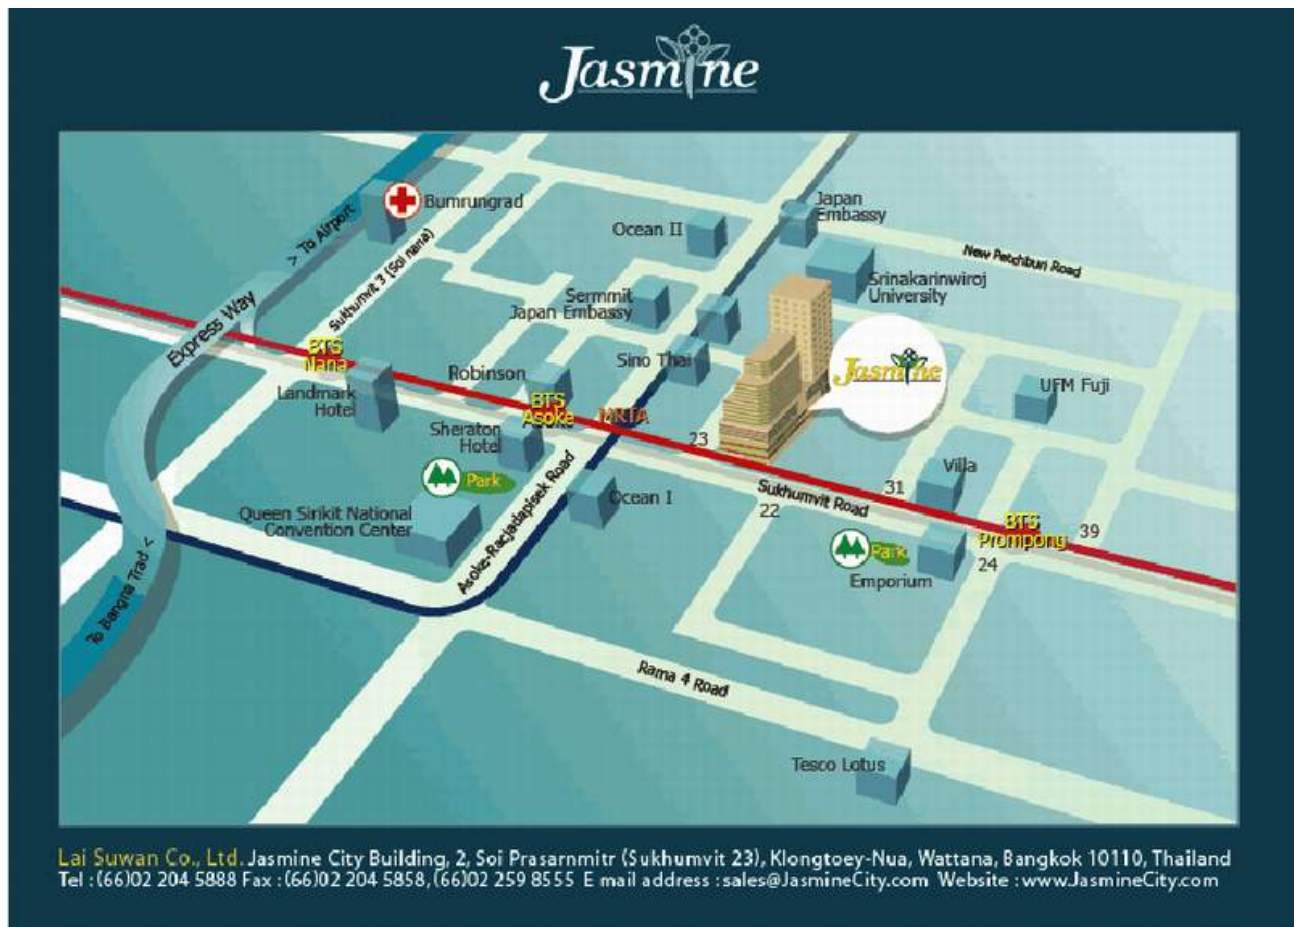 Jasmine
Bumrungrad
Japan
Embassy
Ocean II
> To Airport
Sukhumvit 3 (Soi nana)
New Petchburi Road
Srinakarinwiroj
University
Sermmit
Japan Embassy
Express Way
BTS
Nana
Sino Thai
Jasmine
Robinson
UFM Fuji
Landmark
Hotel
BTS
Asoke
MRTA
Sheraton
Hotel
23
Park
Villa
31
Sukhumvit Road
22
Ocean I
Queen Sirikit National
Convention Center
Asoke-Racjadapisek Road
BTS
Prompong
39
Park
Emporium
24
To Bangna Trad <
Rama 4 Road
Tesco Lotus
Lai Suwan Co., Ltd. Jasmine City Building, 2, Soi Prasarnmitr (Sukhumvit 23), Klongtoey-Nua, Wattana, Bangkok 10110, Thailand
Tel :(66)02 204 5888 Fax :(66)02 204 5858, (66)02 259 8555 E mail address :sales@JasmineCity.com Website :www.JasmineCity.com